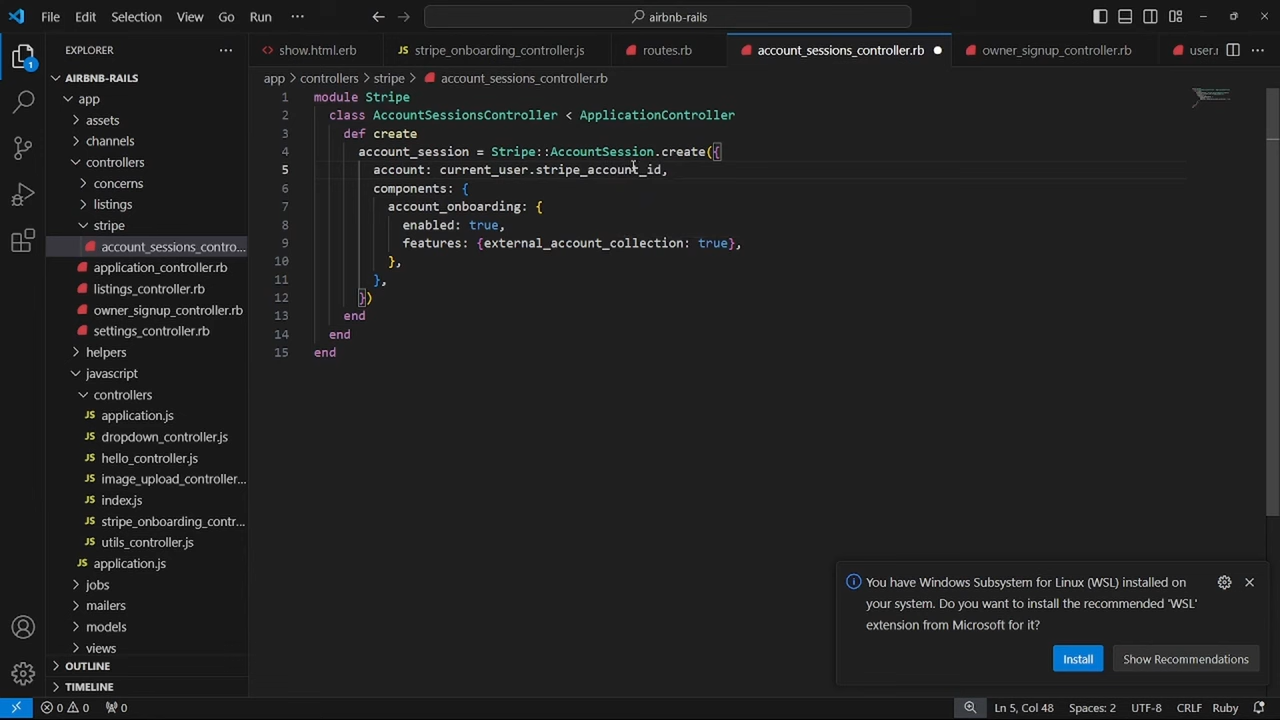 File Edit Selection View Go Run ··· airbnb-rails
EXPLORER ···
AIRBNB-RAILS
app
assets
channels
controllers
concerns
listings
stripe
account_sessions_contro...
application_controller.rb
listings_controller.rb
owner_signup_controller.rb
settings_controller.rb
helpers
javascript
controllers
application.js
dropdown_controller.js
hello_controller.js
image_upload_controller...
index.js
stripe_onboarding_contr...
utils_controller.js
application.js
jobs
mailers
models
views
OUTLINE
TIMELINE
show.html.erb stripe_onboarding_controller.js routes.rb account_sessions_controller.rb owner_signup_controller.rb user.r
app > controllers > stripe > account_sessions_controller.rb
1 module Stripe
2 class AccountSessionsController < ApplicationController
3 def create
4 account_session = Stripe::AccountSession.create({
5 account: current_user.stripe_account_id,
6 components: {
7 account_onboarding: {
8 enabled: true,
9 features: {external_account_collection: true},
10 },
11 },
12 })
13 end
14 end
15 end
You have Windows Subsystem for Linux (WSL) installed on
your system. Do you want to install the recommended 'WSL'
extension from Microsoft for it?
Install Show Recommendations
1
0 0 0 Ln 5, Col 48 Spaces: 2 UTF-8 CRLF Ruby